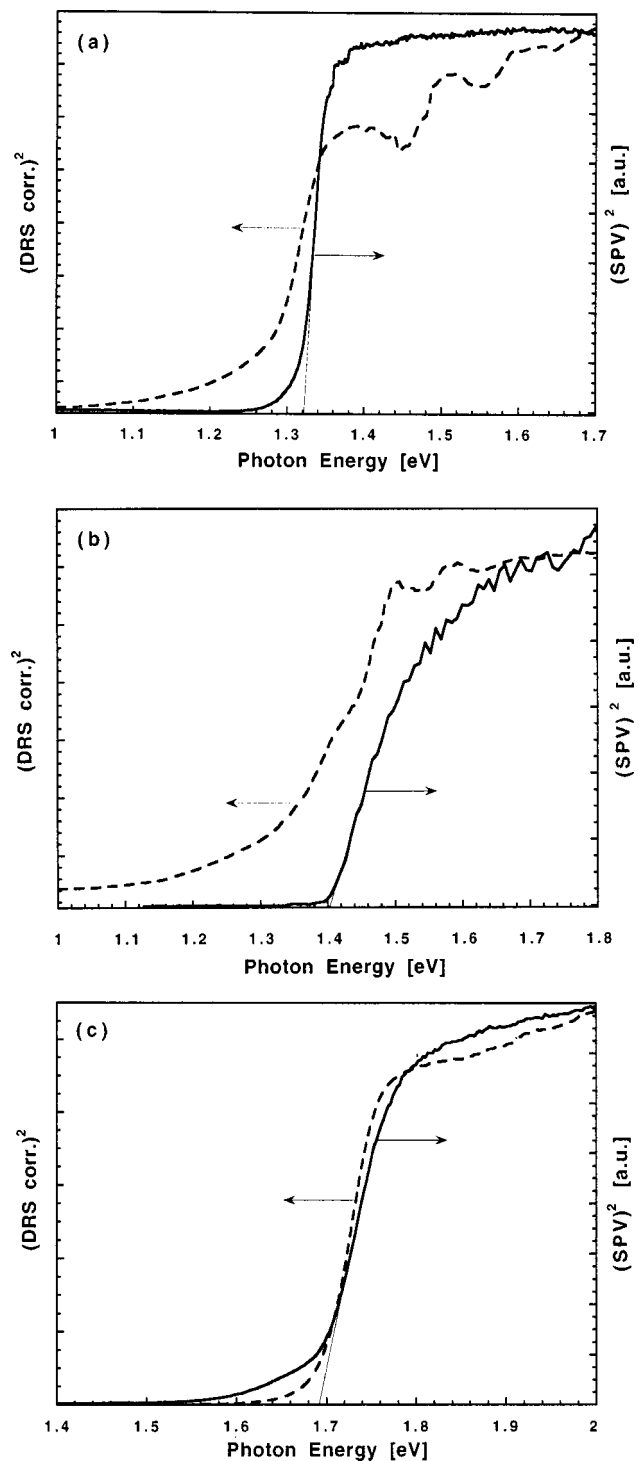 (a)
(DRS corr.)²
(SPV)² [a.u.]
1 1.1 1.2 1.3 1.4 1.5 1.6 1.7
Photon Energy [eV]
(b)
(DRS corr.)²
(SPV)² [a.u.]
1 1.1 1.2 1.3 1.4 1.5 1.6 1.7 1.8
Photon Energy [eV]
(c)
(DRS corr.)²
(SPV)² [a.u.]
1.4 1.5 1.6 1.7 1.8 1.9 2
Photon Energy [eV]